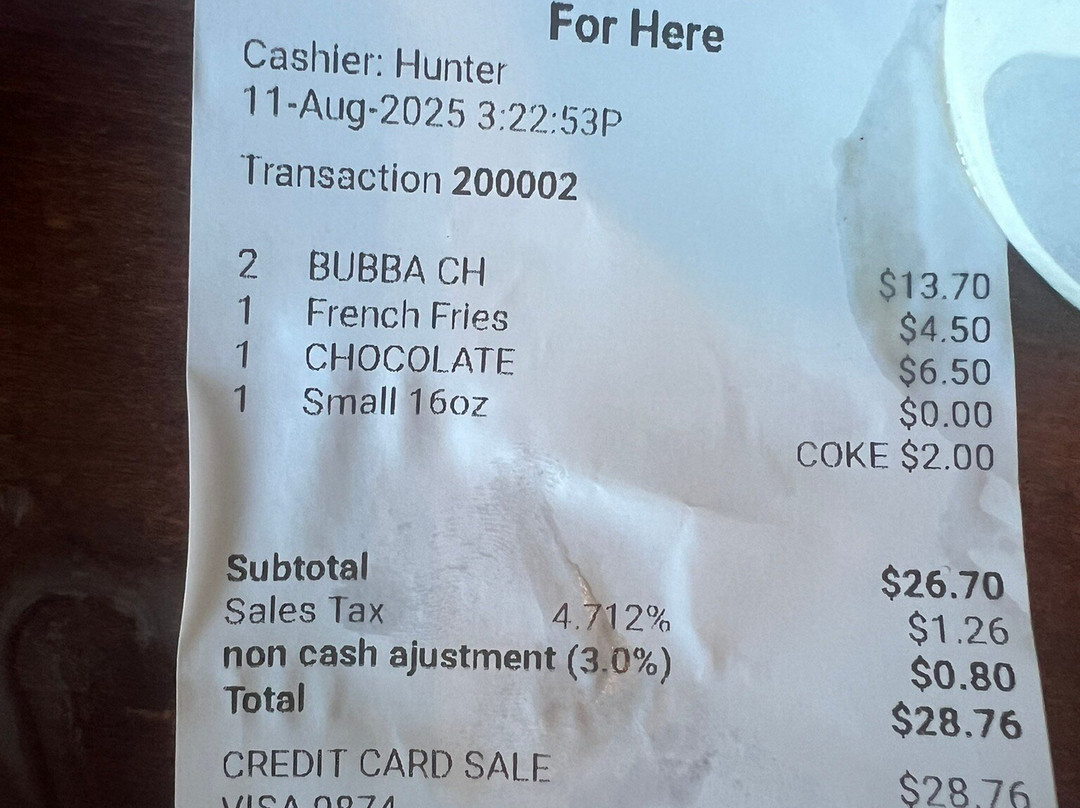 For Here
Cashier: Hunter
11-Aug-2025 3:22:53P
Transaction 200002
2 BUBBA CH $13.70
1 French Fries $4.50
1 CHOCOLATE $6.50
1 Small 16oz $0.00
COKE $2.00
Subtotal $26.70
Sales Tax 4.712% $1.26
non cash ajustment (3.0%) $0.80
Total $28.76
CREDIT CARD SALE $28.76
VISA 0874